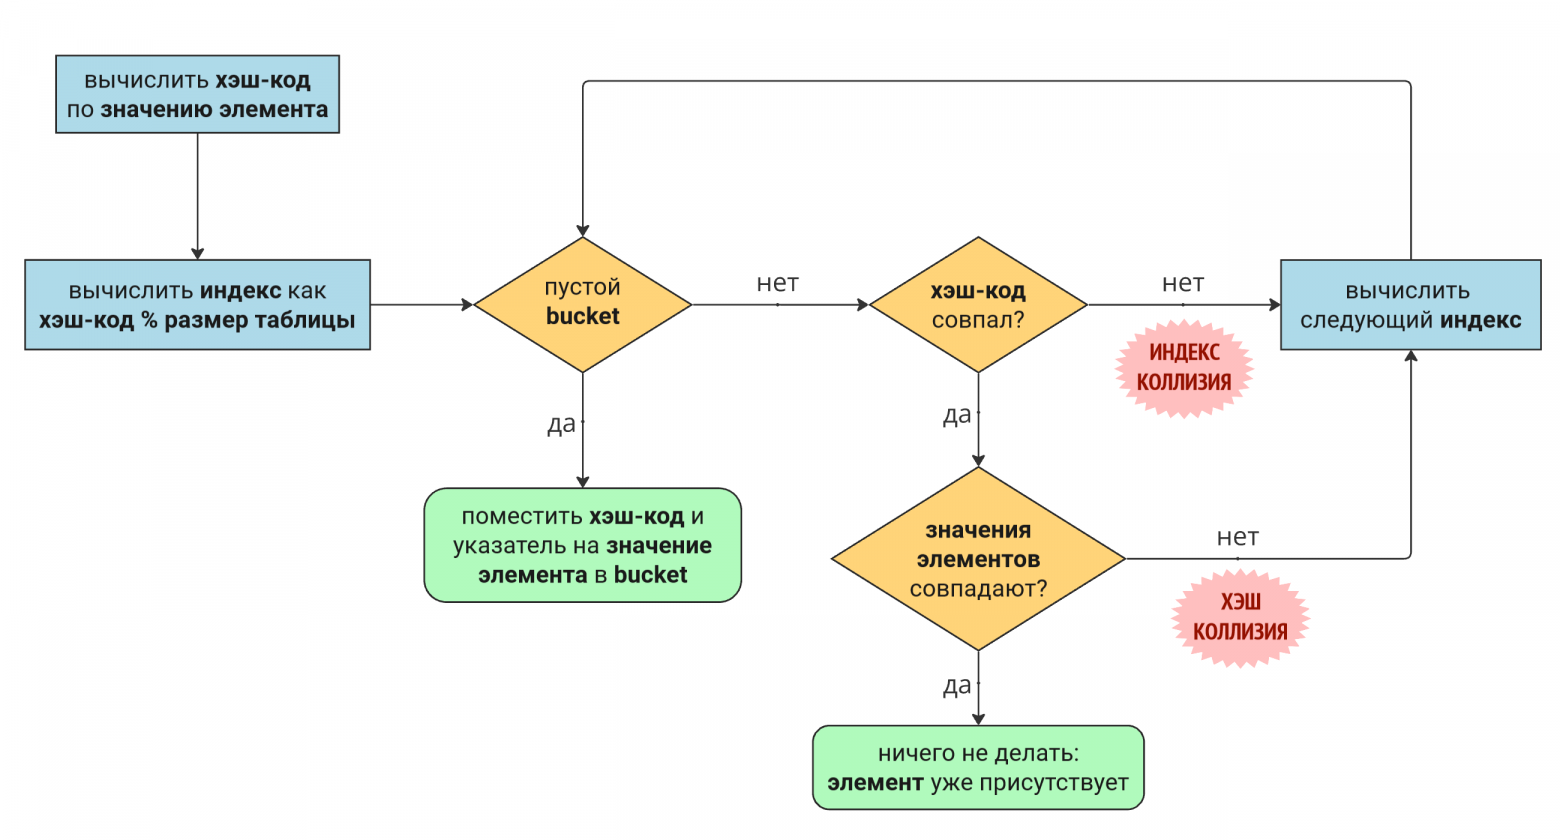 вычислить хэш-код
по значению элемента
вычислить индекс как
хэш-код % размер таблицы
пустой
bucket
нет
хэш-код
совпал?
нет
ИНДЕКС
КОЛЛИЗИЯ
вычислить
следующий индекс
да
поместить хэш-код и
указатель на значение
элемента в bucket
да
значения
элементов
совпадают?
нет
ХЭШ
КОЛЛИЗИЯ
да
ничего не делать:
элемент уже присутствует